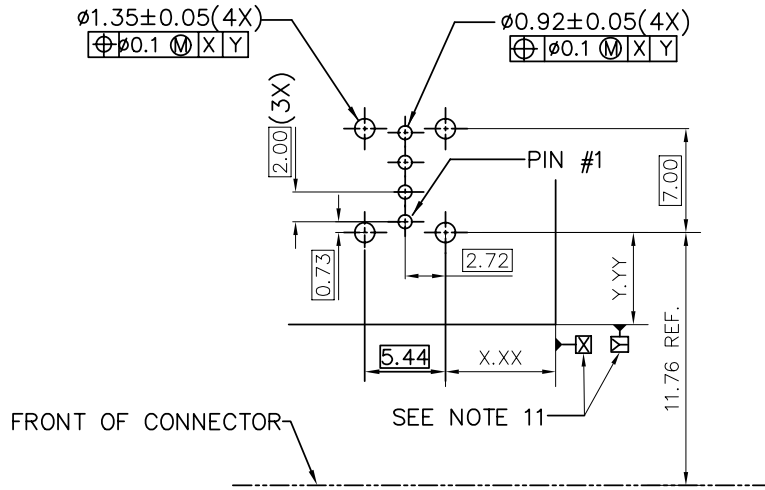 ø1.35±0.05(4X)
⌖ ø0.1 Ⓜ X Y
ø0.92±0.05(4X)
⌖ ø0.1 Ⓜ X Y
2.00 (3X)
PIN #1
7.00
0.73
2.72
Y.YY
5.44
X.XX
X
Y
11.76 REF.
SEE NOTE 11
FRONT OF CONNECTOR